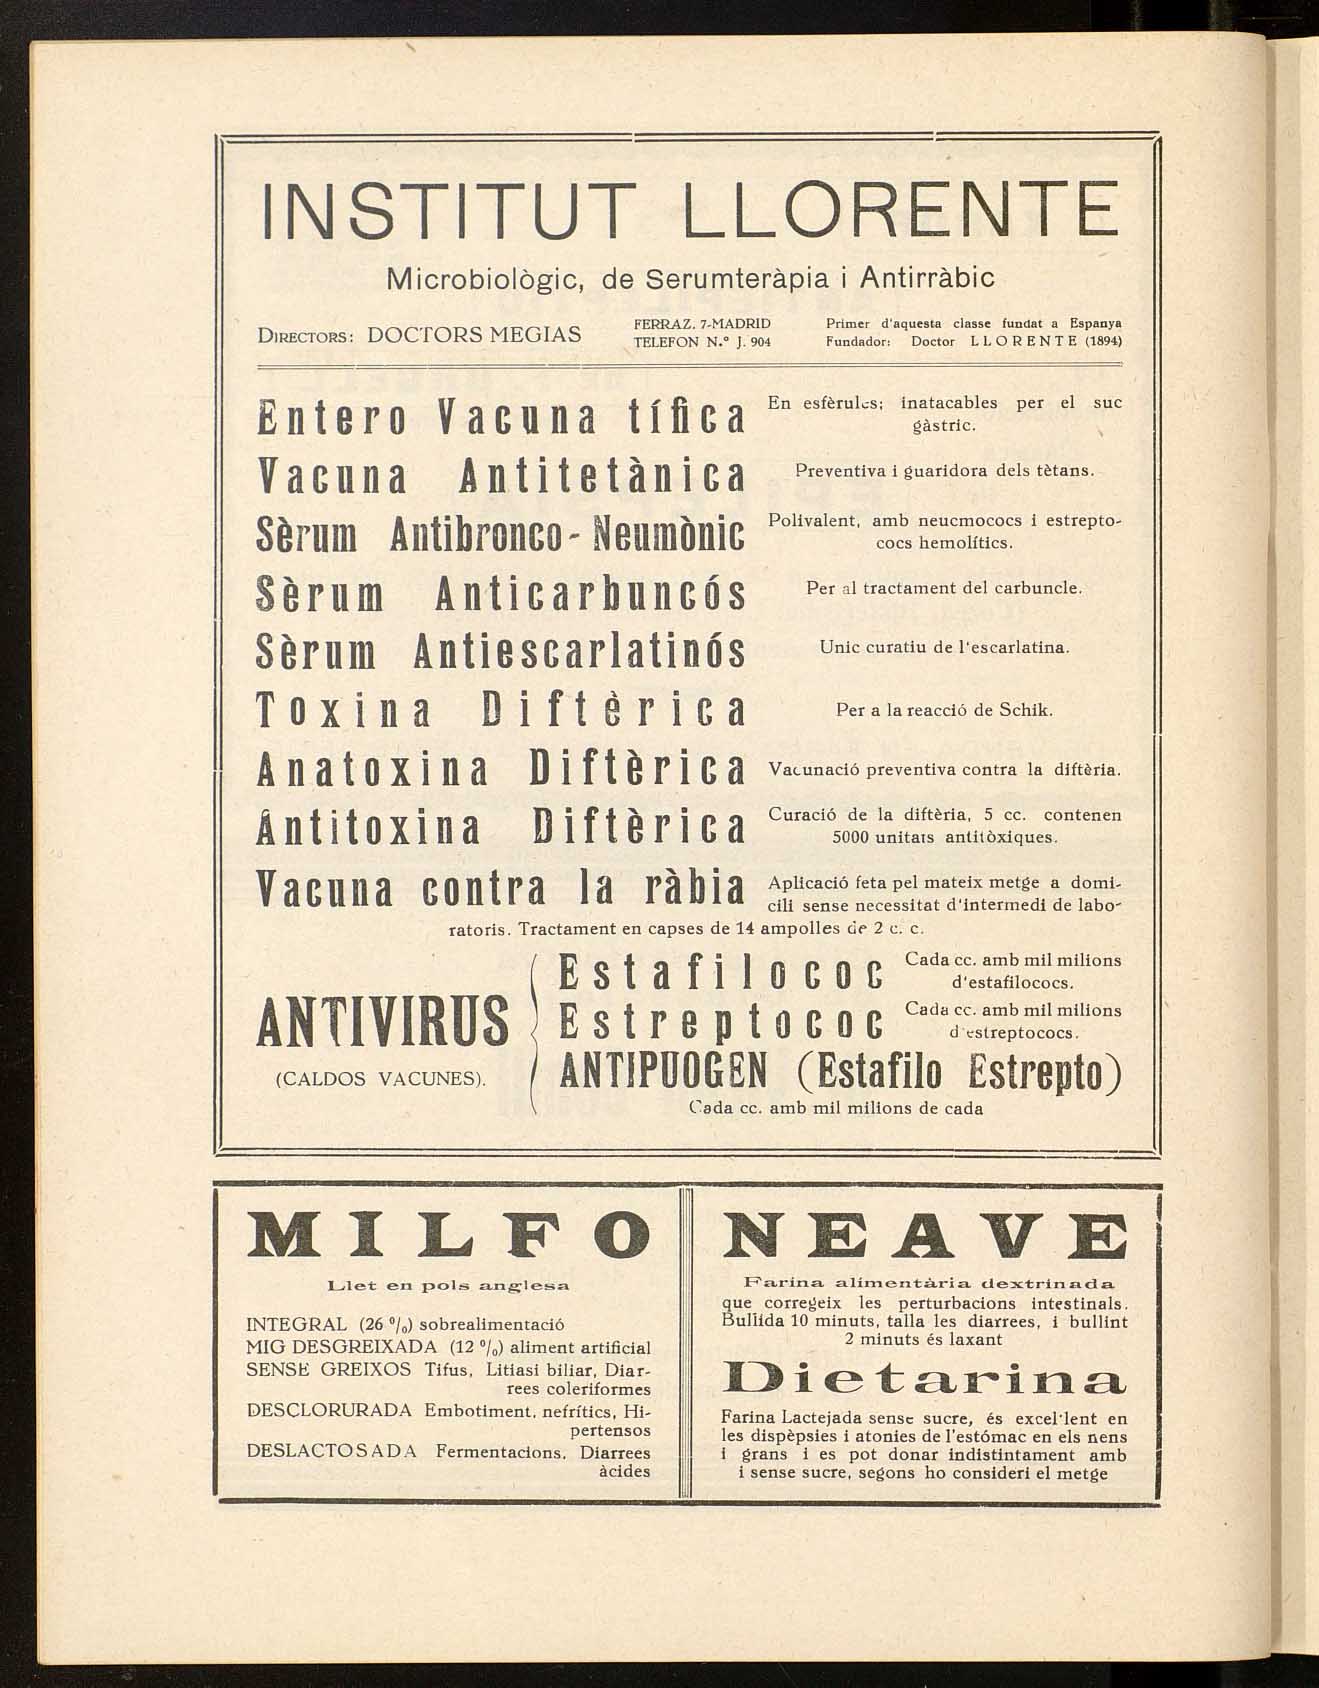 INSTITUT LLORENTE
Microbiològic, de Serumteràpia i Antirràbic
DIRECTORS: DOCTORS MEGIAS
FERRAZ, 7-MADRID
TELEFON N.º J. 904
Primer d'aquesta classe fundat a Espanya
Fundador: Doctor LLORENTE (1894)
Entero Vacuna tífica
En esfèrules; inatacables per el suc
gàstric.
Vacuna Antitetànica
Preventiva i guaridora dels tètans.
Sèrum Antibronco-Neumònic
Polivalent, amb neucmococs i estrepto-
cocs hemolítics.
Sèrum Anticarbuncós
Per al tractament del carbuncle.
Sèrum Antiescarlatinós
Unic curatiu de l'escarlatina.
Toxina Diftèrica
Per a la reacció de Schik.
Anatoxina Diftèrica
Vacunació preventiva contra la diftèria.
Antitoxina Diftèrica
Curació de la diftèria, 5 cc. contenen
5000 unitats antitòxiques.
Vacuna contra la ràbia
Aplicació feta pel mateix metge a domi-
cili sense necessitat d'intermedi de labo-
ratoris. Tractament en capses de 14 ampolles de 2 c. c.
ANTIVIRUS
(CALDOS VACUNES).
Estafilococ
Cada cc. amb mil milions
d'estafilococs.
Estreptococ
Cada cc. amb mil milions
d'estreptococs.
ANTIPUOGEN (Estafilo Estrepto)
Cada cc. amb mil milions de cada
MILFO
Llet en pols anglesa
INTEGRAL (26 %) sobrealimentació
MIG DESGREIXADA (12 %) aliment artificial
SENSE GREIXOS Tifus, Litiasi biliar, Diar-
rees coleriformes
DESCLORURADA Embotiment, nefrítics, Hi-
pertensos
DESLACTOSADA Fermentacions, Diarrees
àcides
NEAVE
Farina alimentària dextrinada
que corregeix les perturbacions intestinals.
Bullida 10 minuts, talla les diarrees, i bullint
2 minuts és laxant
Dietarina
Farina Lactejada sense sucre, és excel·lent en
les dispèpsies i atonies de l'estómac en els nens
i grans i es pot donar indistintament amb
i sense sucre, segons ho consideri el metge